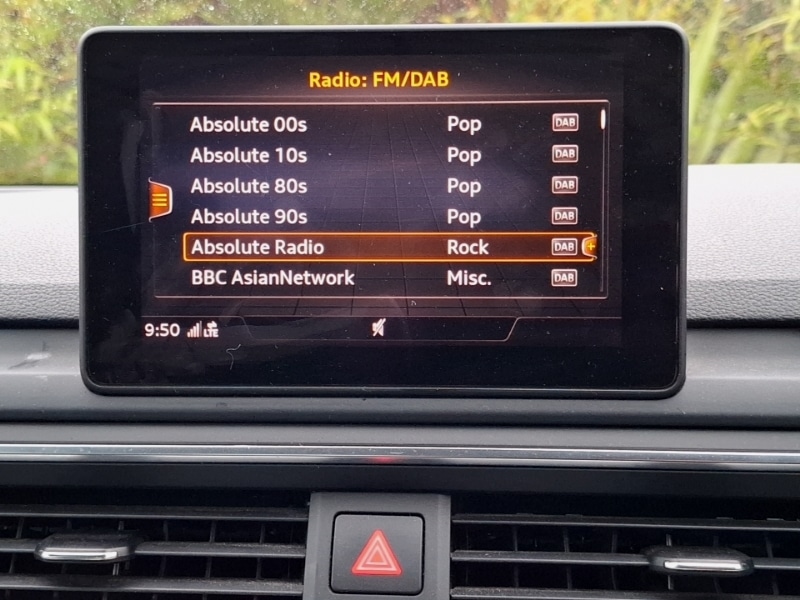 Radio: FM/DAB
Absolute 00s Pop DAB
Absolute 10s Pop DAB
Absolute 80s Pop DAB
Absolute 90s Pop DAB
Absolute Radio Rock DAB +
BBC AsianNetwork Misc. DAB
9:50 LTE